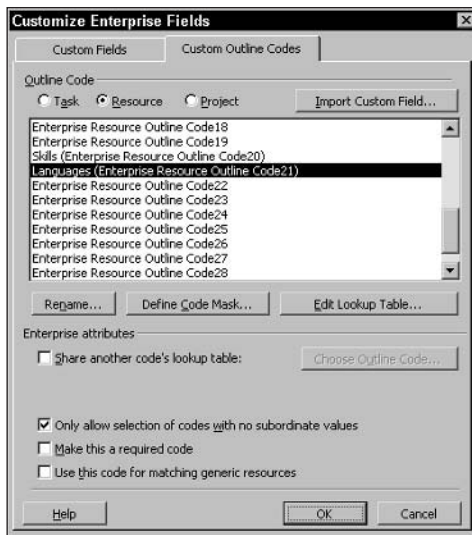 Customize Enterprise Fields
Custom Fields
Custom Outline Codes
Outline Code
Task
Resource
Project
Import Custom Field...
Enterprise Resource Outline Code18
Enterprise Resource Outline Code19
Skills (Enterprise Resource Outline Code20)
Languages (Enterprise Resource Outline Code21)
Enterprise Resource Outline Code22
Enterprise Resource Outline Code23
Enterprise Resource Outline Code24
Enterprise Resource Outline Code25
Enterprise Resource Outline Code26
Enterprise Resource Outline Code27
Enterprise Resource Outline Code28
Rename...
Define Code Mask...
Edit Lookup Table...
Enterprise attributes
Share another code's lookup table:
Choose Outline Code...
Only allow selection of codes with no subordinate values
Make this a required code
Use this code for matching generic resources
Help
OK
Cancel